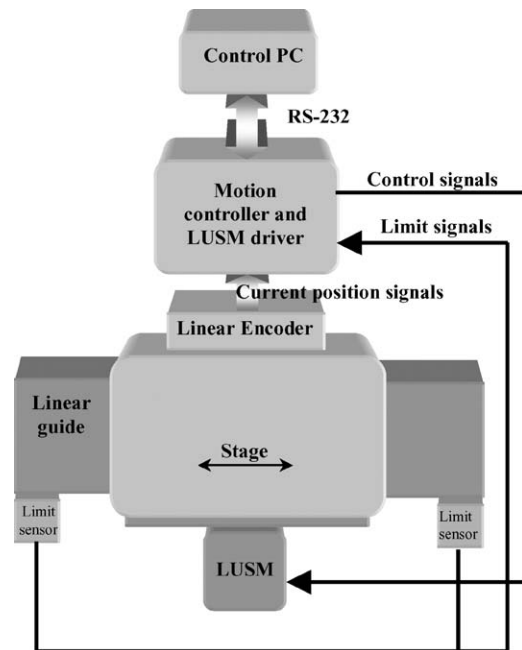 Control PC
RS-232
Motion
controller and
LUSM driver
Control signals
Limit signals
Current position signals
Linear Encoder
Linear
guide
Stage
Limit
sensor
Limit
sensor
LUSM